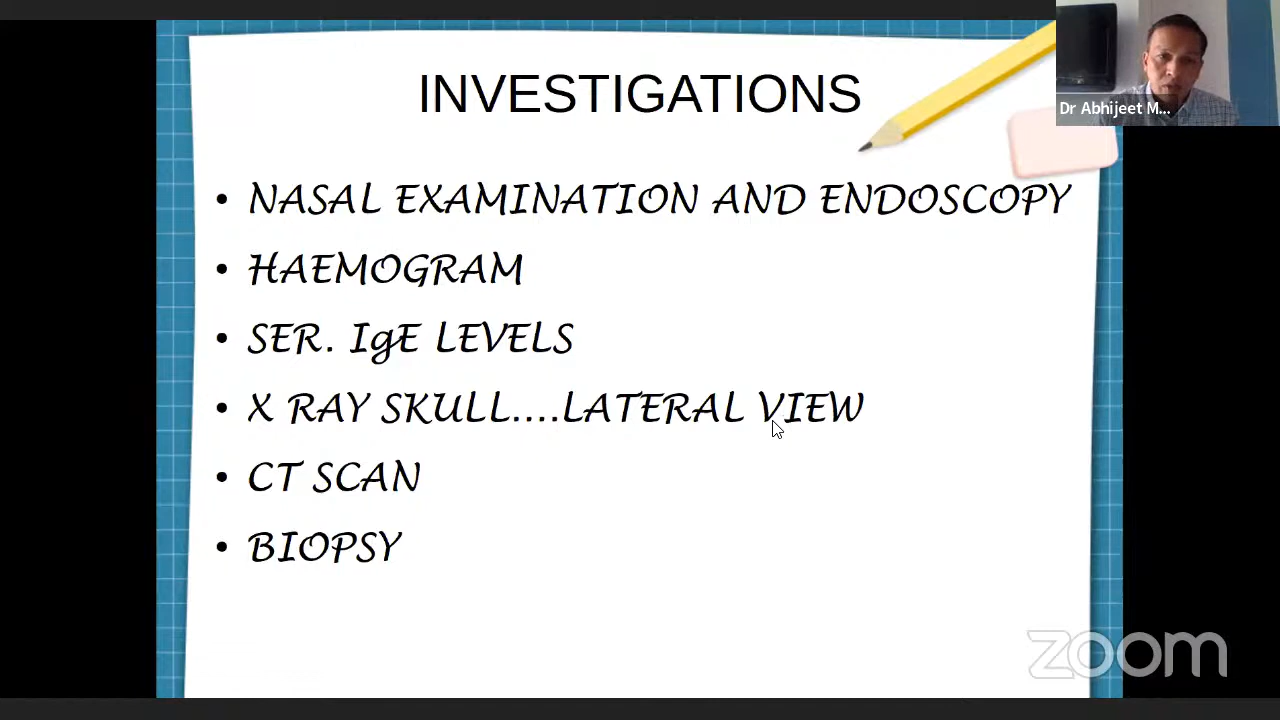 INVESTIGATIONS
Dr Abhijeet M...
• NASAL EXAMINATION AND ENDOSCOPY
• HAEMOGRAM
• SER. IgE LEVELS
• X RAY SKULL....LATERAL VIEW
• CT SCAN
• BIOPSY
zoom